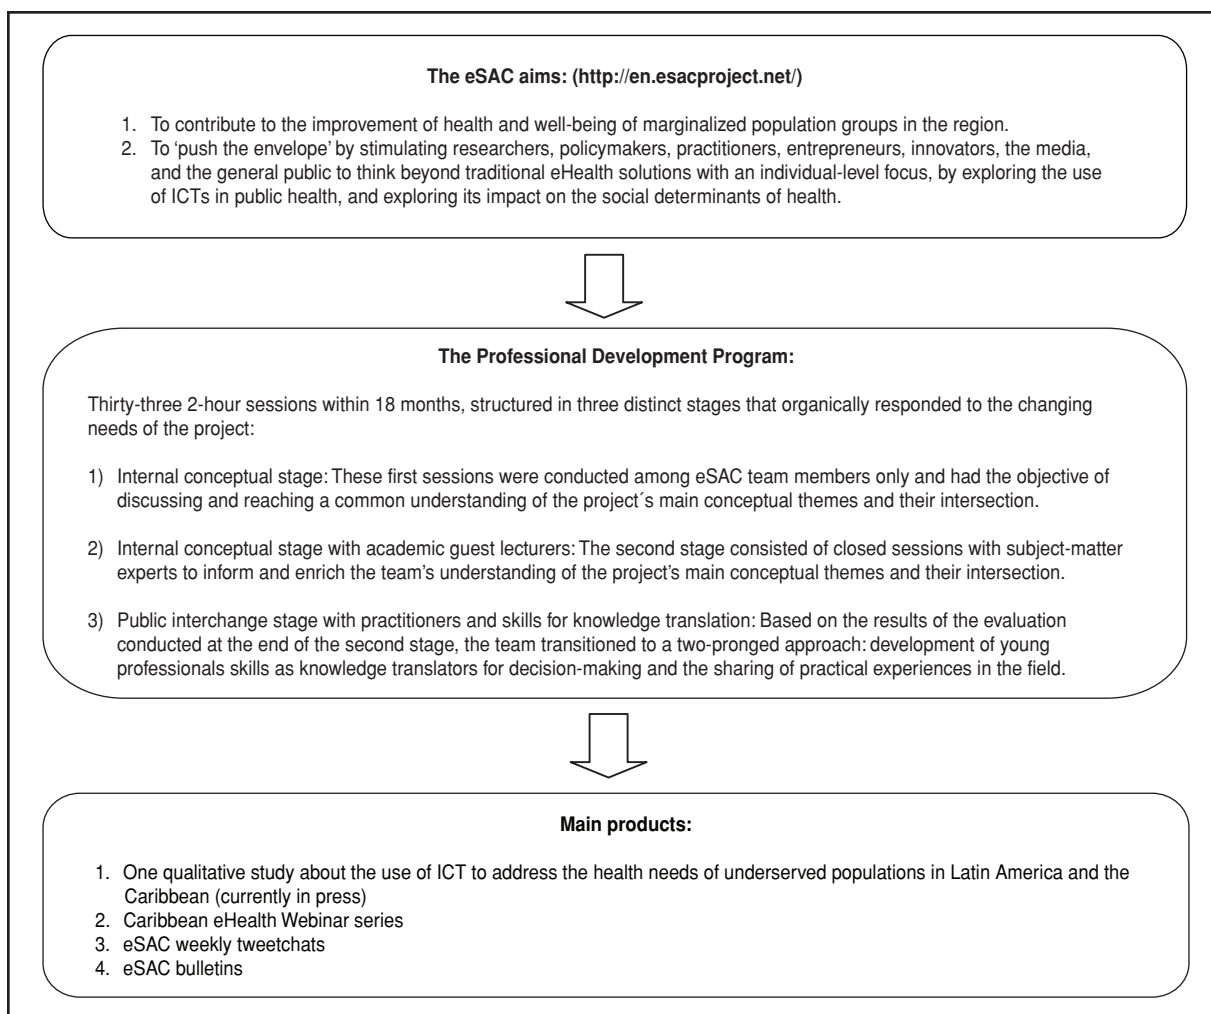 The eSAC aims: (http://en.esacproject.net/)
1. To contribute to the improvement of health and well-being of marginalized population groups in the region.
2. To ‘push the envelope’ by stimulating researchers, policymakers, practitioners, entrepreneurs, innovators, the media,
and the general public to think beyond traditional eHealth solutions with an individual-level focus, by exploring the use
of ICTs in public health, and exploring its impact on the social determinants of health.
The Professional Development Program:
Thirty-three 2-hour sessions within 18 months, structured in three distinct stages that organically responded to the changing
needs of the project:
1) Internal conceptual stage: These first sessions were conducted among eSAC team members only and had the objective of
discussing and reaching a common understanding of the project´s main conceptual themes and their intersection.
2) Internal conceptual stage with academic guest lecturers: The second stage consisted of closed sessions with subject-matter
experts to inform and enrich the team’s understanding of the project’s main conceptual themes and their intersection.
3) Public interchange stage with practitioners and skills for knowledge translation: Based on the results of the evaluation
conducted at the end of the second stage, the team transitioned to a two-pronged approach: development of young
professionals skills as knowledge translators for decision-making and the sharing of practical experiences in the field.
Main products:
1. One qualitative study about the use of ICT to address the health needs of underserved populations in Latin America and the
Caribbean (currently in press)
2. Caribbean eHealth Webinar series
3. eSAC weekly tweetchats
4. eSAC bulletins